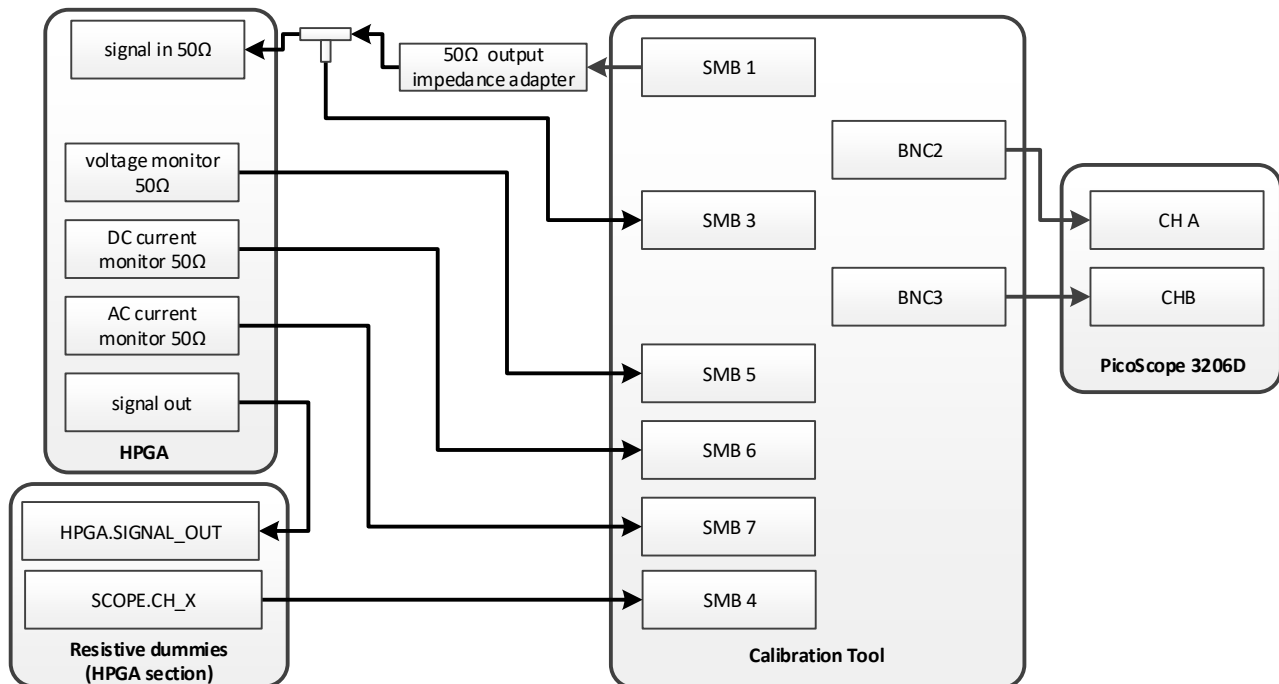 signal in 50Ω
voltage monitor
50Ω
DC current
monitor 50Ω
AC current
monitor 50Ω
signal out
HPGA
HPGA.SIGNAL_OUT
SCOPE.CH_X
Resistive dummies
(HPGA section)
50Ω output
impedance adapter
SMB 1
BNC2
SMB 3
BNC3
SMB 5
SMB 6
SMB 7
SMB 4
Calibration Tool
CH A
CHB
PicoScope 3206D